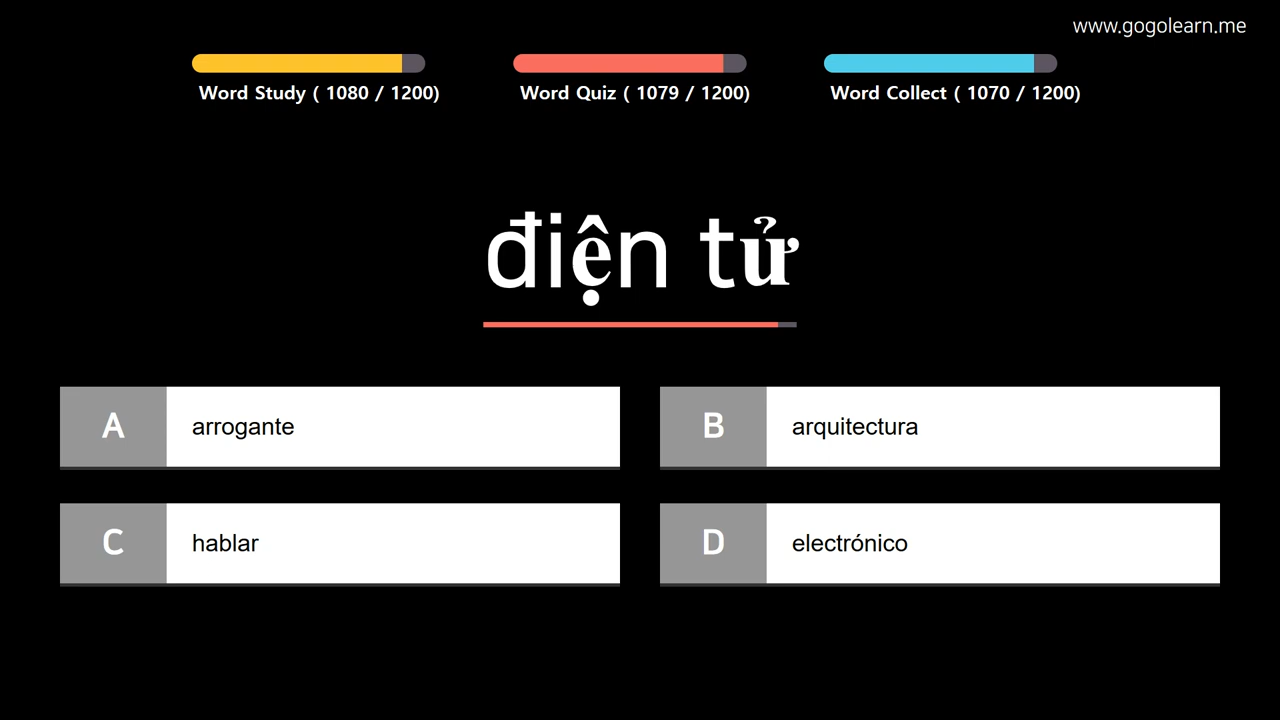 www.gogolearn.me
Word Study ( 1080 / 1200)
Word Quiz ( 1079 / 1200)
Word Collect ( 1070 / 1200)
điện tử
A arrogante
B arquitectura
C hablar
D electrónico